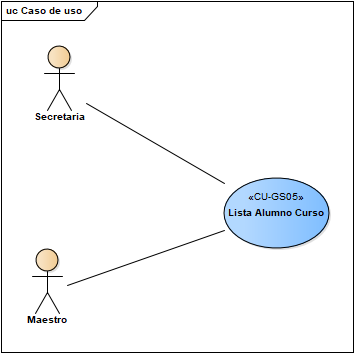 uc Caso de uso
Secretaria
«CU-GS05»
Lista Alumno Curso
Maestro